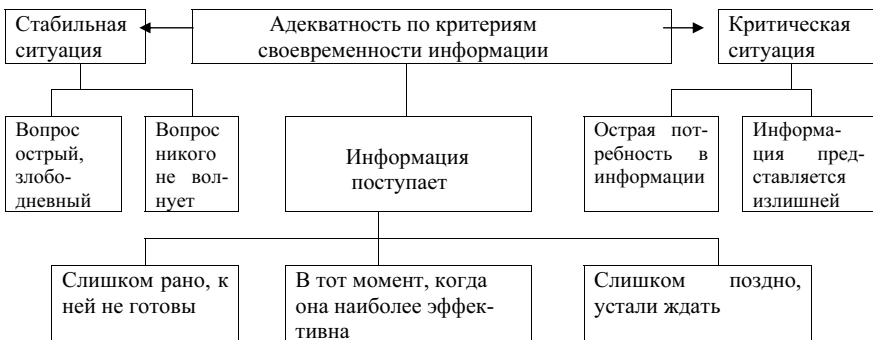 Стабильная
ситуация
Адекватность по критериям
своевременности информации
Критическая
ситуация
Вопрос
острый,
злобо-
дневный
Вопрос
никого
не вол-
нует
Информация
поступает
Острая пот-
ребность в
информации
Информа-
ция пред-
ставляется
излишней
Слишком рано, к
ней не готовы
В тот момент, когда
она наиболее эффек-
тивна
Слишком поздно,
устали ждать